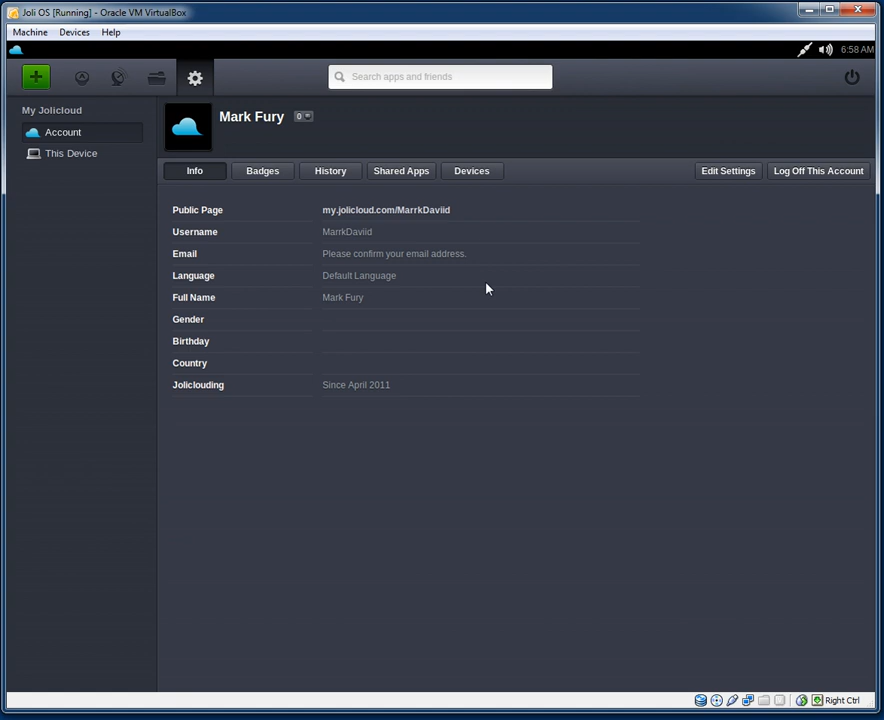 Joli OS [Running] - Oracle VM VirtualBox
Machine Devices Help
6:58 AM
Search apps and friends
My Jolicloud
Account
This Device
Mark Fury 0
Info Badges History Shared Apps Devices Edit Settings Log Off This Account
Public Page my.jolicloud.com/MarrkDaviid
Username MarrkDaviid
Email Please confirm your email address.
Language Default Language
Full Name Mark Fury
Gender
Birthday
Country
Joliclouding Since April 2011
Right Ctrl